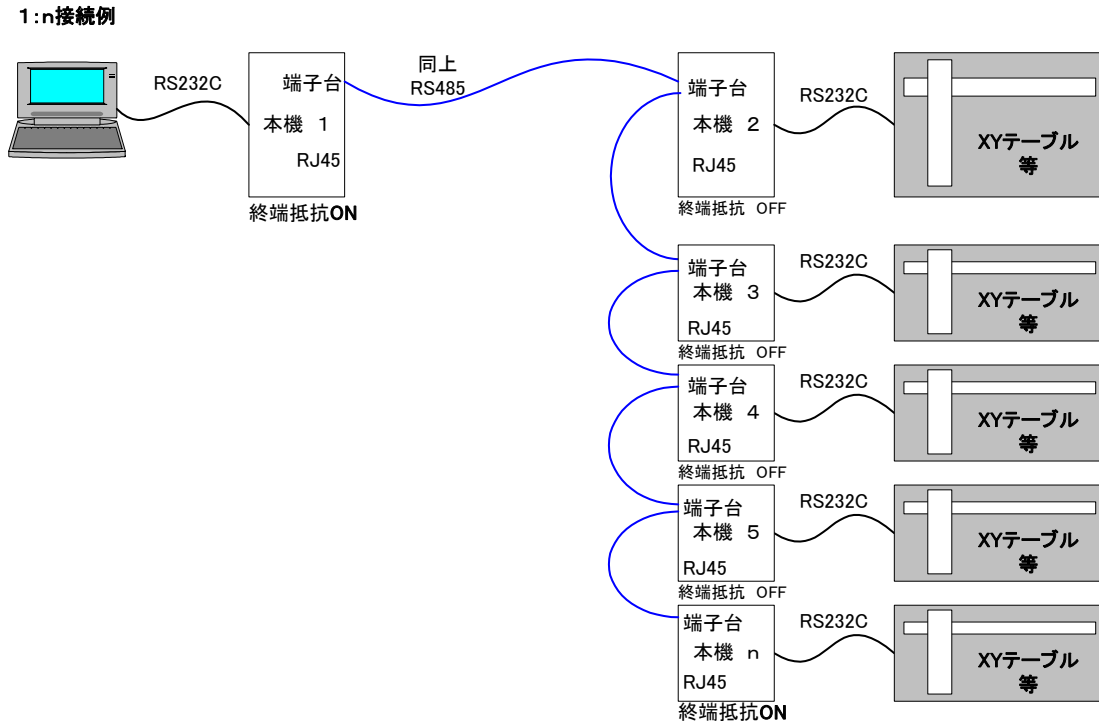 1:n接続例
RS232C
端子台
本機 1
RJ45
終端抵抗ON
同上
RS485
端子台
本機 2
RJ45
終端抵抗 OFF
RS232C
XYテーブル
等
端子台
本機 3
RJ45
終端抵抗 OFF
RS232C
XYテーブル
等
端子台
本機 4
RJ45
終端抵抗 OFF
RS232C
XYテーブル
等
端子台
本機 5
RJ45
終端抵抗 OFF
RS232C
XYテーブル
等
端子台
本機 n
RJ45
終端抵抗ON
RS232C
XYテーブル
等